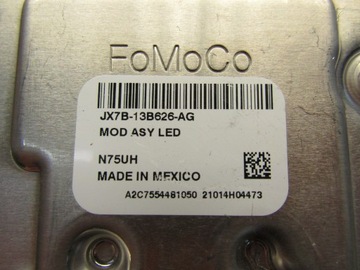 FoMoCo
JX7B-13B626-AG
MOD ASY LED
N75UH
MADE IN MEXICO
A2C7554481050 21014H04473